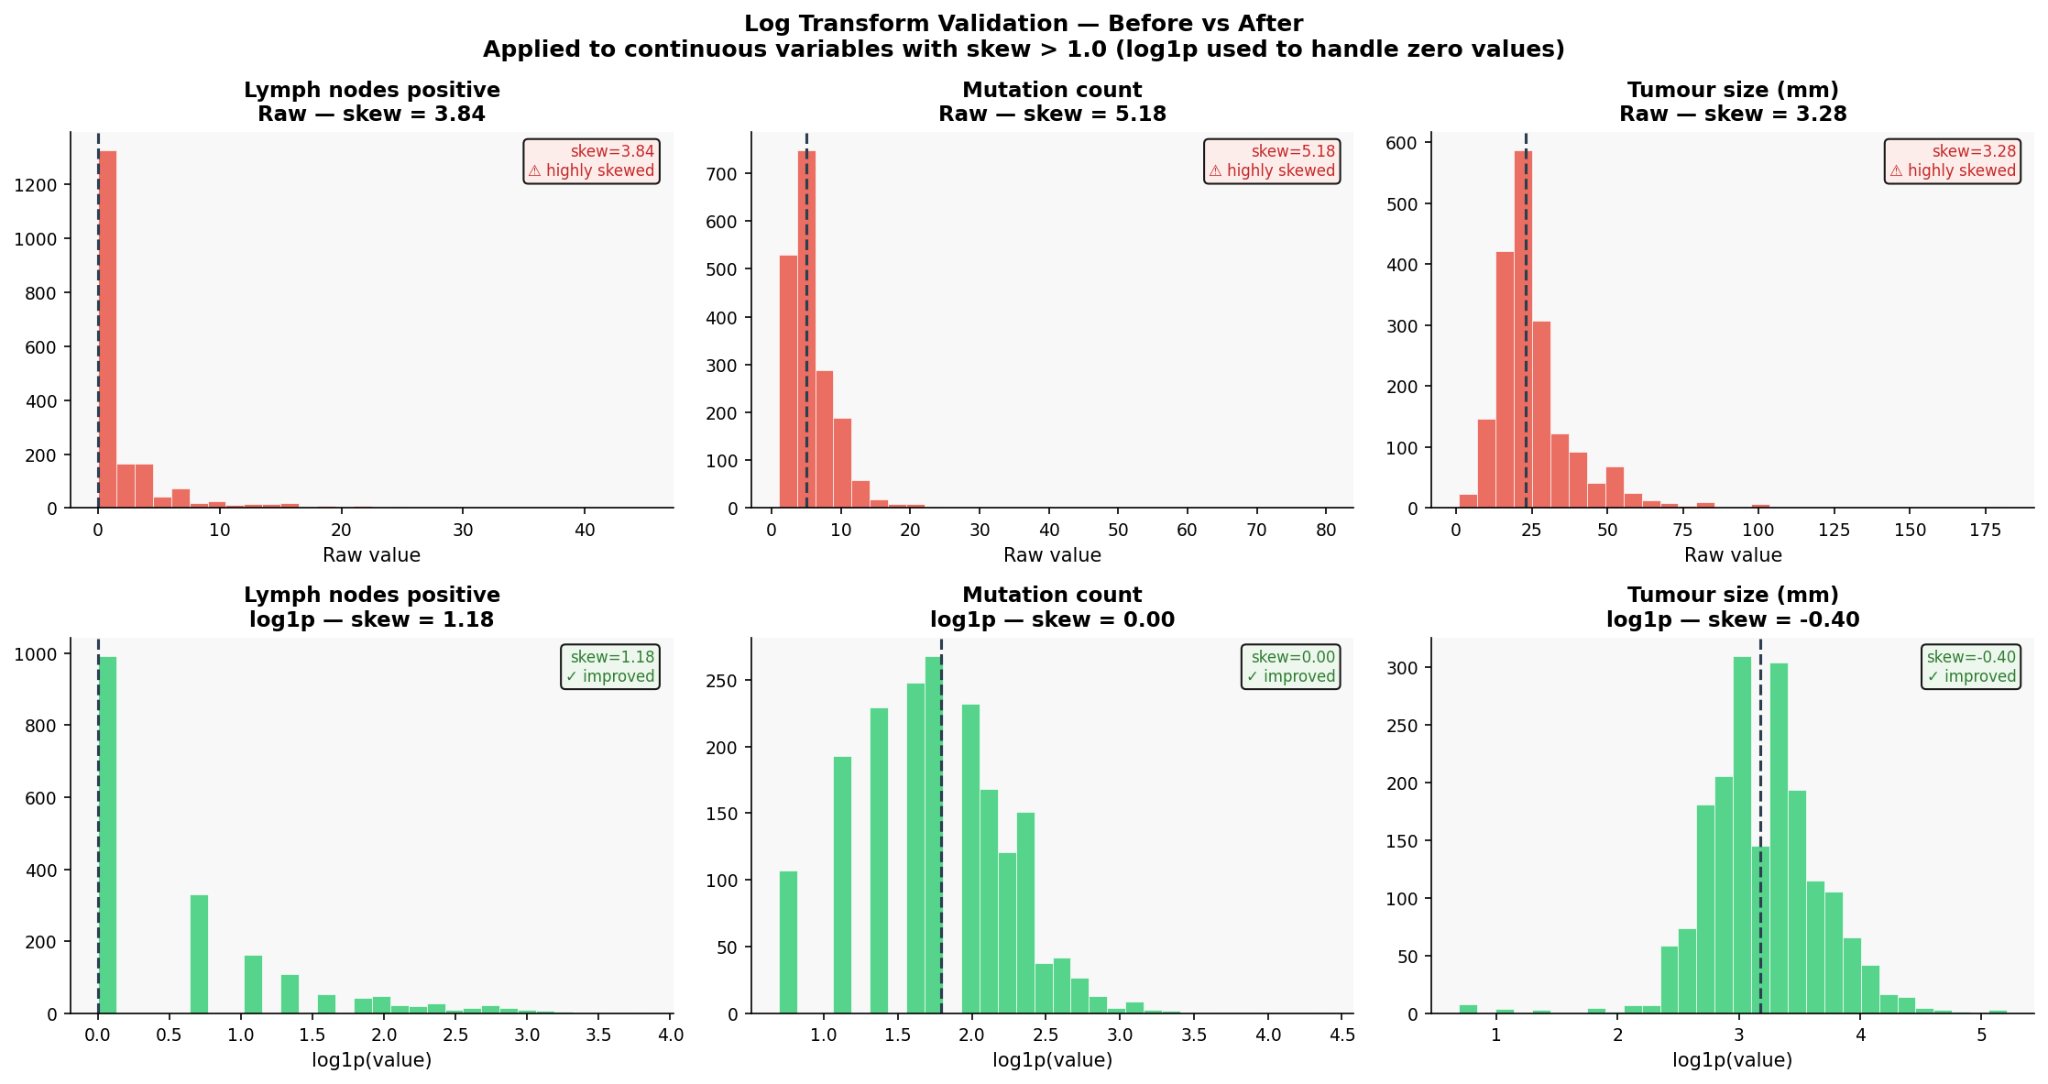 Log Transform Validation — Before vs After
Applied to continuous variables with skew > 1.0 (log1p used to handle zero values)
Lymph nodes positive
Raw — skew = 3.84
skew=3.84
⚠ highly skewed
1200
1000
800
600
400
200
0
0 10 20 30 40
Raw value
Mutation count
Raw — skew = 5.18
skew=5.18
⚠ highly skewed
700
600
500
400
300
200
100
0
0 10 20 30 40 50 60 70 80
Raw value
Tumour size (mm)
Raw — skew = 3.28
skew=3.28
⚠ highly skewed
600
500
400
300
200
100
0
0 25 50 75 100 125 150 175
Raw value
Lymph nodes positive
log1p — skew = 1.18
skew=1.18
✓ improved
1000
800
600
400
200
0
0.0 0.5 1.0 1.5 2.0 2.5 3.0 3.5 4.0
log1p(value)
Mutation count
log1p — skew = 0.00
skew=0.00
✓ improved
250
200
150
100
50
0
1.0 1.5 2.0 2.5 3.0 3.5 4.0 4.5
log1p(value)
Tumour size (mm)
log1p — skew = -0.40
skew=-0.40
✓ improved
300
250
200
150
100
50
0
1 2 3 4 5
log1p(value)